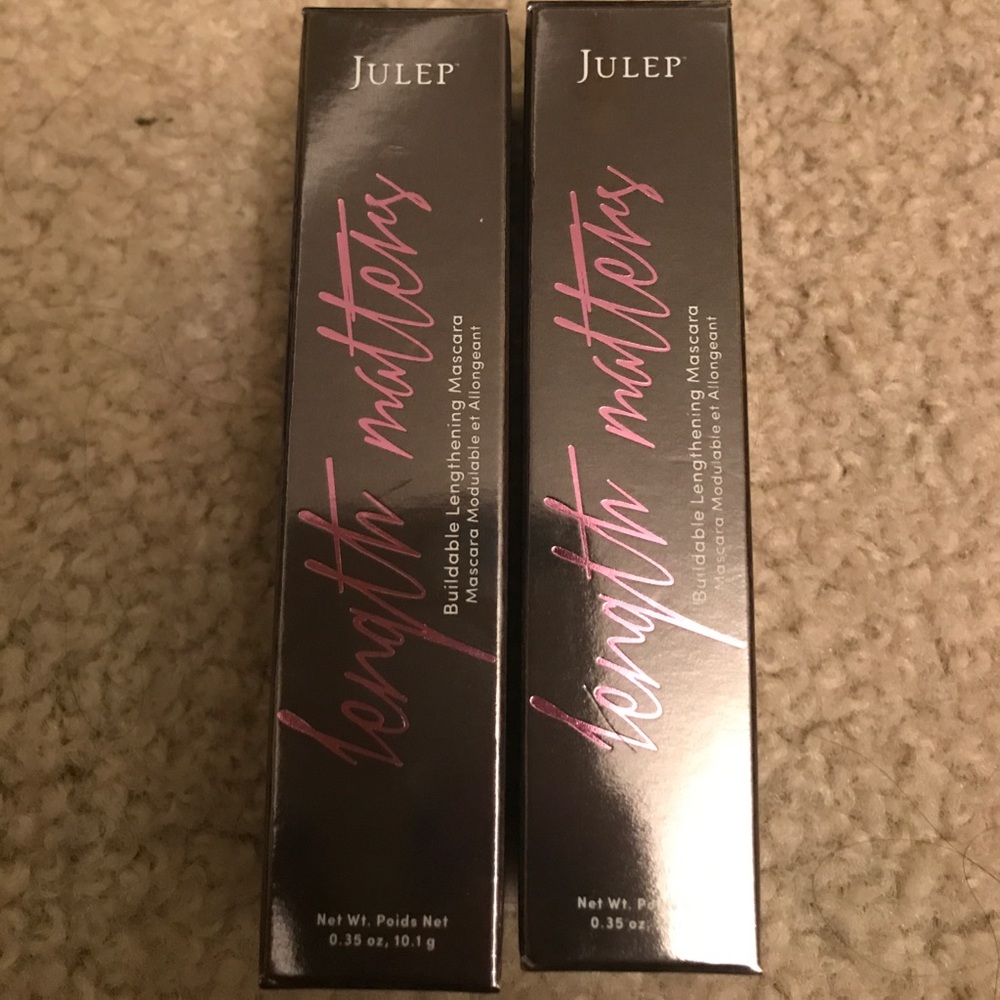 JULEP
length matters
Buildable Lengthening Mascara
Mascara Modulable et Allongeant
Net Wt. Poids Net
0.35 oz, 10.1 g
JULEP
length matters
Buildable Lengthening Mascara
Mascara Modulable et Allongeant
Net Wt.
0.35 oz,